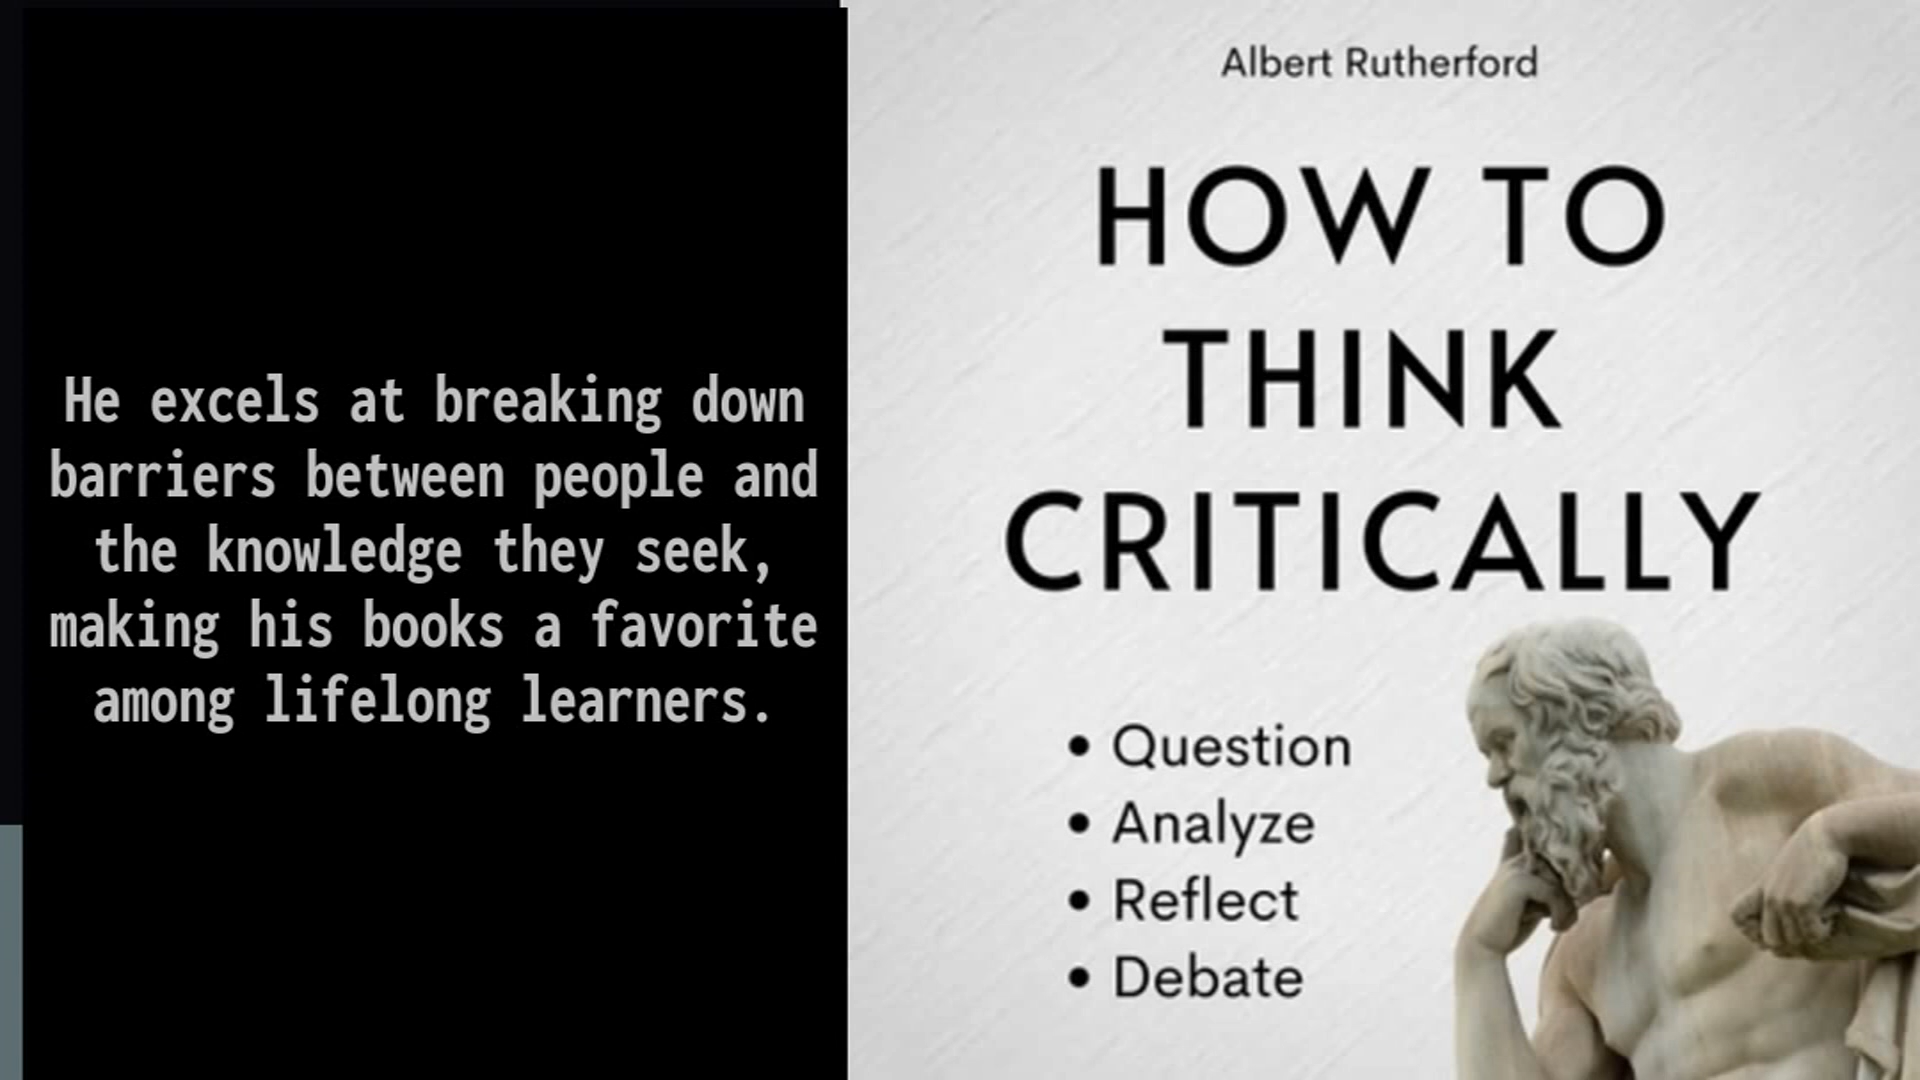 He excels at breaking down
barriers between people and
the knowledge they seek,
making his books a favorite
among lifelong learners.
Albert Rutherford
HOW TO
THINK
CRITICALLY
• Question
• Analyze
• Reflect
• Debate